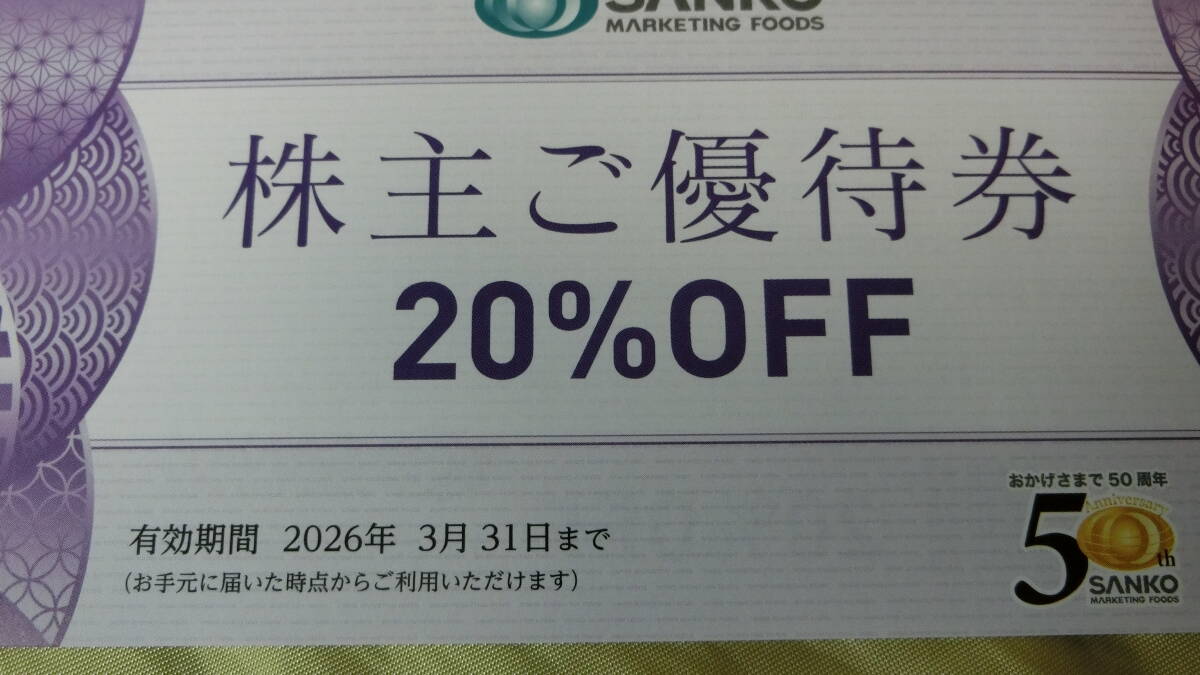 SANKO
MARKETING FOODS
株主ご優待券
20%OFF
有効期間 2026年 3月 31日まで
(お手元に届いた時点からご利用いただけます)
おかげさまで 50 周年
50th
Anniversary
SANKO
MARKETING FOODS